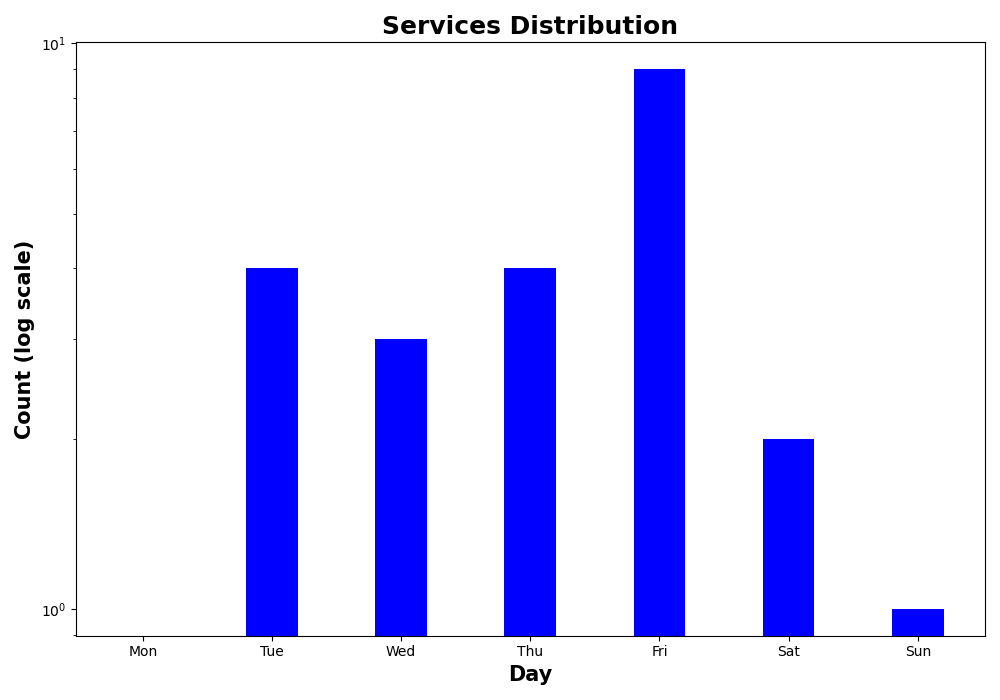 Services Distribution
10¹
10⁰
Count (log scale)
Mon Tue Wed Thu Fri Sat Sun
Day